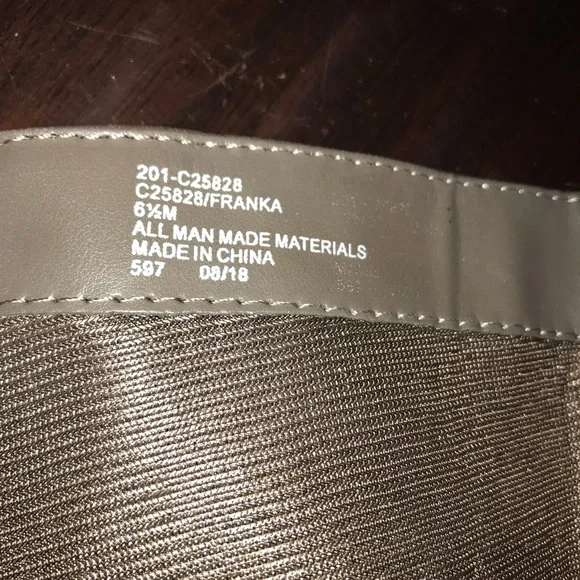 201-C25828
C25828/FRANKA
6½M
ALL MAN MADE MATERIALS
MADE IN CHINA
597 08/18